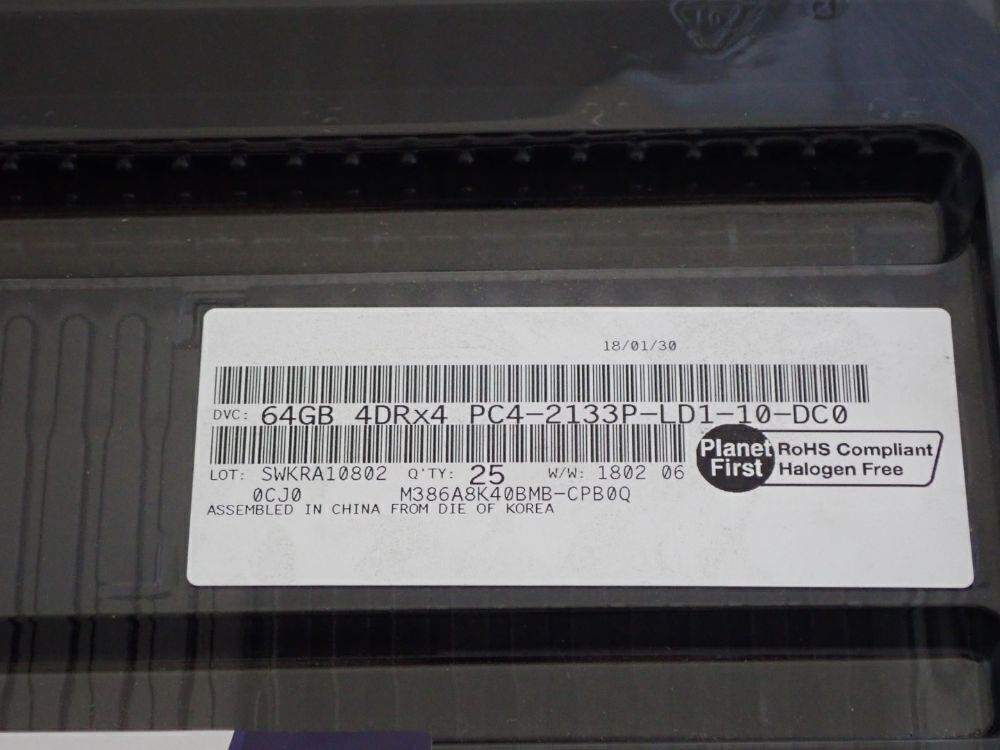 18/01/30
DVC: 64GB 4DRx4 PC4-2133P-LD1-10-DC0
Planet First RoHS Compliant Halogen Free
LOT: SWKRA10802 Q'TY: 25 W/W: 1802 06
0CJ0 M386A8K40BMB-CPB0Q
ASSEMBLED IN CHINA FROM DIE OF KOREA